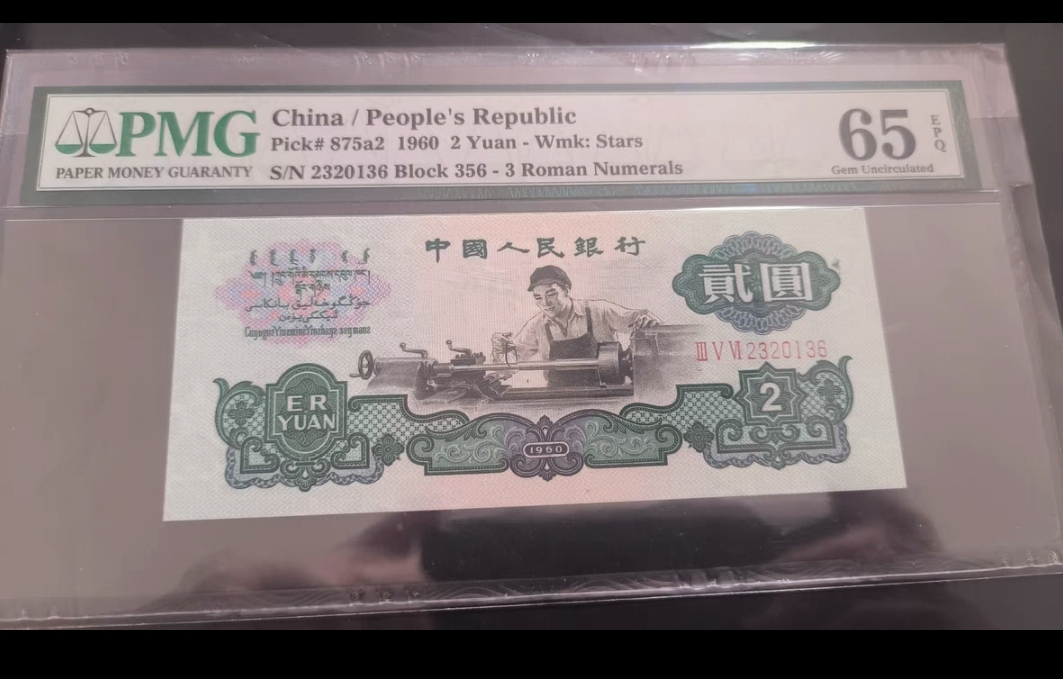 PMG
PAPER MONEY GUARANTY
China / People's Republic
Pick# 875a2 1960 2 Yuan - Wmk: Stars
S/N 2320136 Block 356 - 3 Roman Numerals
65
EPQ
Gem Uncirculated
中國人民銀行
貳圓
ⅢⅤⅥ2320136
ER
YUAN
2
1960